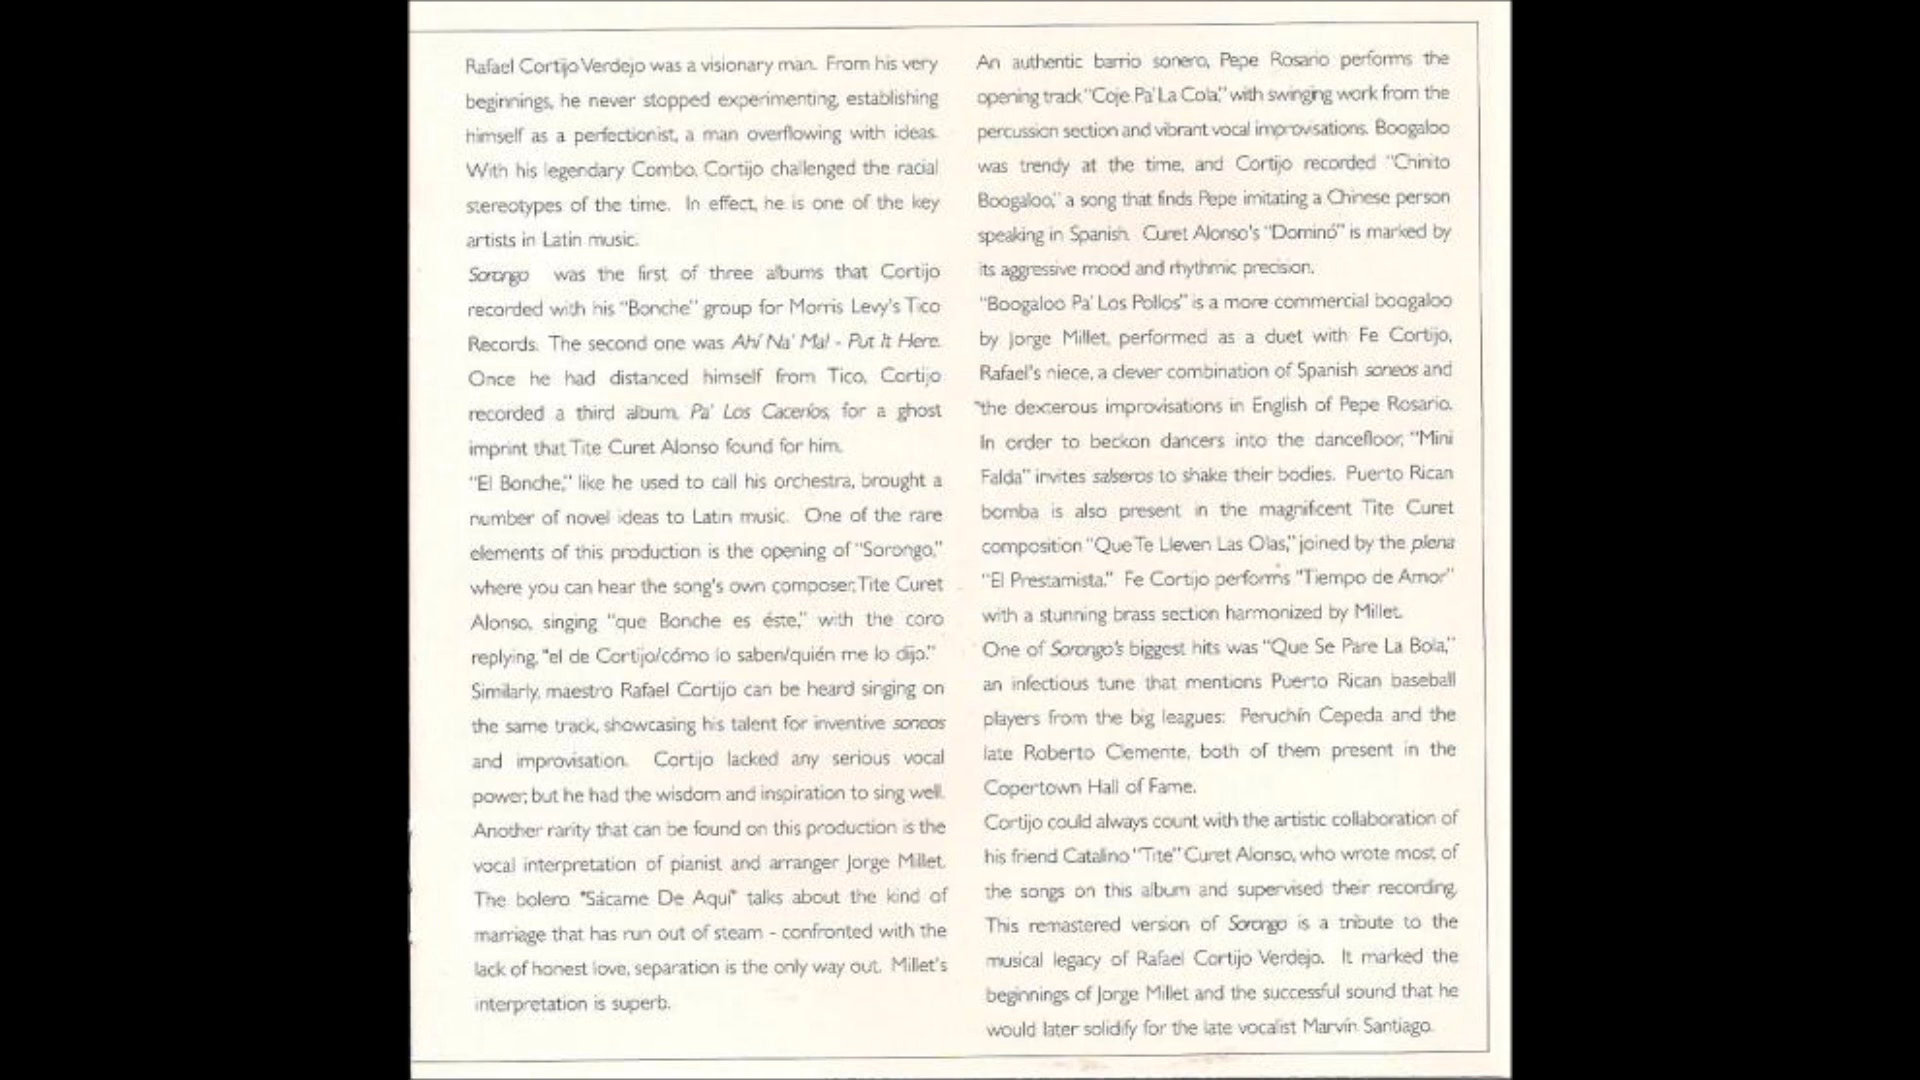 Rafael Cortijo Verdejo was a visionary man. From his very
beginnings, he never stopped experimenting, establishing
himself as a perfectionist, a man overflowing with ideas.
With his legendary Combo, Cortijo challenged the racial
stereotypes of the time. In effect, he is one of the key
artists in Latin music.
Sorongo was the first of three albums that Cortijo
recorded with his "Bonche" group for Morris Levy's Tico
Records. The second one was Ahí Na' Ma! - Put It Here.
Once he had distanced himself from Tico, Cortijo
recorded a third album, Pa' Los Caceríos, for a ghost
imprint that Tite Curet Alonso found for him.
"El Bonche," like he used to call his orchestra, brought a
number of novel ideas to Latin music. One of the rare
elements of this production is the opening of "Sorongo,"
where you can hear the song's own composer, Tite Curet
Alonso, singing "que Bonche es éste," with the coro
replying, "el de Cortijo/cómo lo saben/quién me lo dijo."
Similarly, maestro Rafael Cortijo can be heard singing on
the same track, showcasing his talent for inventive soneos
and improvisation. Cortijo lacked any serious vocal
power, but he had the wisdom and inspiration to sing well.
Another rarity that can be found on this production is the
vocal interpretation of pianist and arranger Jorge Millet.
The bolero "Sácame De Aquí" talks about the kind of
marriage that has run out of steam - confronted with the
lack of honest love, separation is the only way out. Millet's
interpretation is superb.
An authentic barrio sonero, Pepe Rosario performs the
opening track "Coje Pa' La Cola," with swinging work from the
percussion section and vibrant vocal improvisations. Boogaloo
was trendy at the time, and Cortijo recorded "Chinito
Boogaloo," a song that finds Pepe imitating a Chinese person
speaking in Spanish. Curet Alonso's "Dominó" is marked by
its aggressive mood and rhythmic precision.
"Boogaloo Pa' Los Pollos" is a more commercial boogaloo
by Jorge Millet, performed as a duet with Fe Cortijo,
Rafael's niece, a clever combination of Spanish soneos and
the dexterous improvisations in English of Pepe Rosario.
In order to beckon dancers into the dancefloor, "Mini
Falda" invites salseros to shake their bodies. Puerto Rican
bomba is also present in the magnificent Tite Curet
composition "Que Te Lleven Las Olas," joined by the plena
"El Prestamista." Fe Cortijo performs "Tiempo de Amor"
with a stunning brass section harmonized by Millet.
One of Sorongo's biggest hits was "Que Se Pare La Bola,"
an infectious tune that mentions Puerto Rican baseball
players from the big leagues: Peruchín Cepeda and the
late Roberto Clemente, both of them present in the
Copertown Hall of Fame.
Cortijo could always count with the artistic collaboration of
his friend Catalino "Tite" Curet Alonso, who wrote most of
the songs on this album and supervised their recording.
This remastered version of Sorongo is a tribute to the
musical legacy of Rafael Cortijo Verdejo. It marked the
beginnings of Jorge Millet and the successful sound that he
would later solidify for the late vocalist Marvín Santiago.